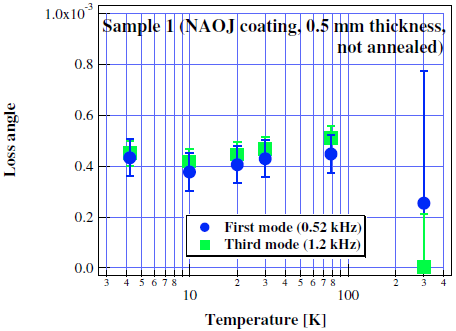 1.0x10-3
Sample 1 (NAOJ coating, 0.5 mm thickness,
not annealed)
0.8
0.6
0.4
0.2
0.0
Loss angle
First mode (0.52 kHz)
Third mode (1.2 kHz)
3 4 5 6 7 8 2 3 4 5 6 7 8 2 3 4
10 100
Temperature [K]